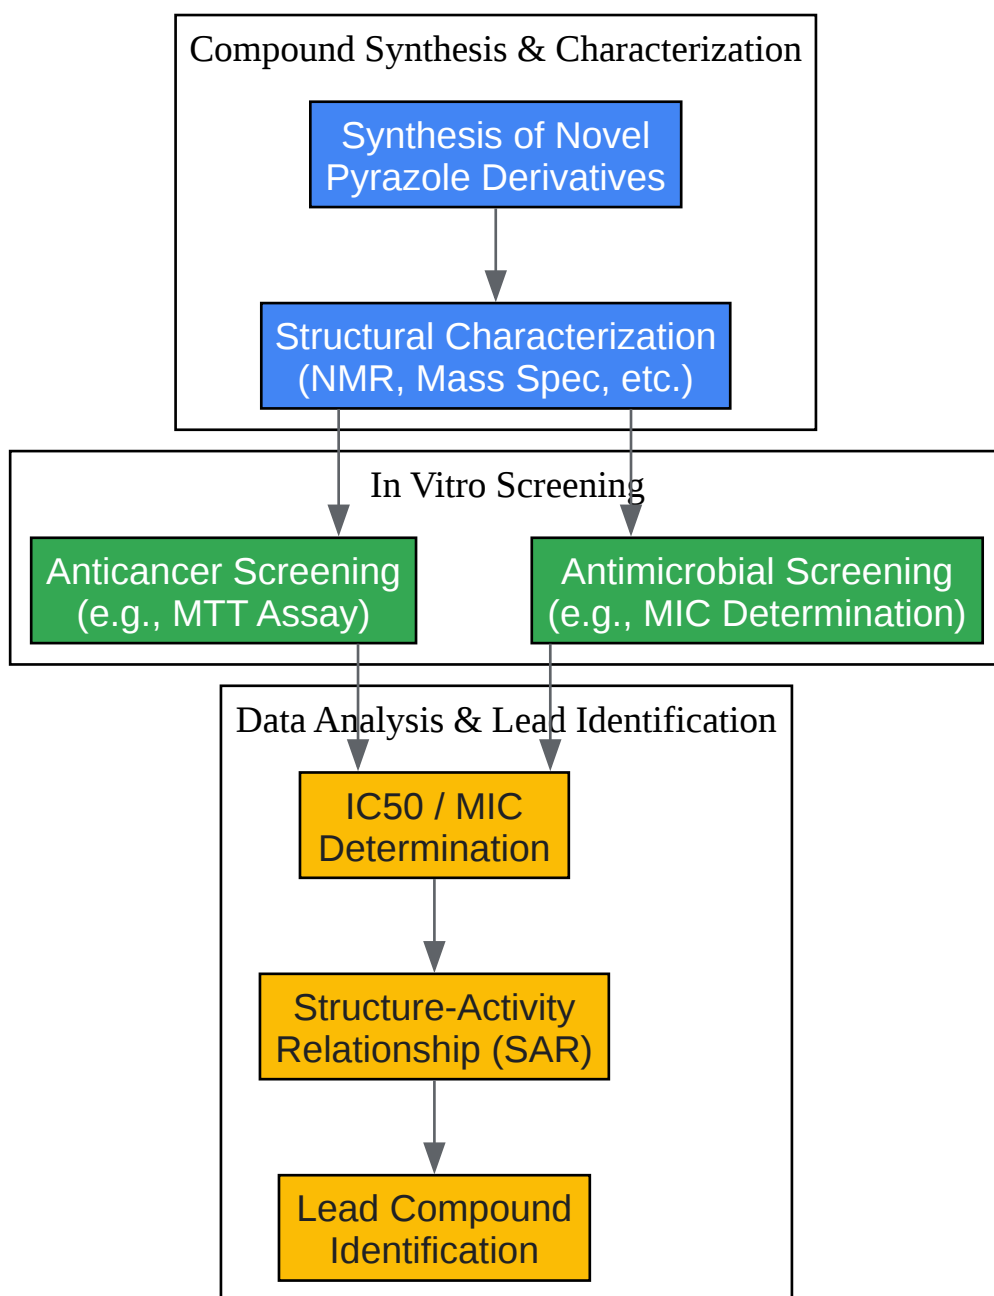 Compound Synthesis & Characterization
Synthesis of Novel
Pyrazole Derivatives
Structural Characterization
(NMR, Mass Spec, etc.)
In Vitro Screening
Anticancer Screening
(e.g., MTT Assay)
Antimicrobial Screening
(e.g., MIC Determination)
Data Analysis & Lead Identification
IC50 / MIC
Determination
Structure-Activity
Relationship (SAR)
Lead Compound
Identification